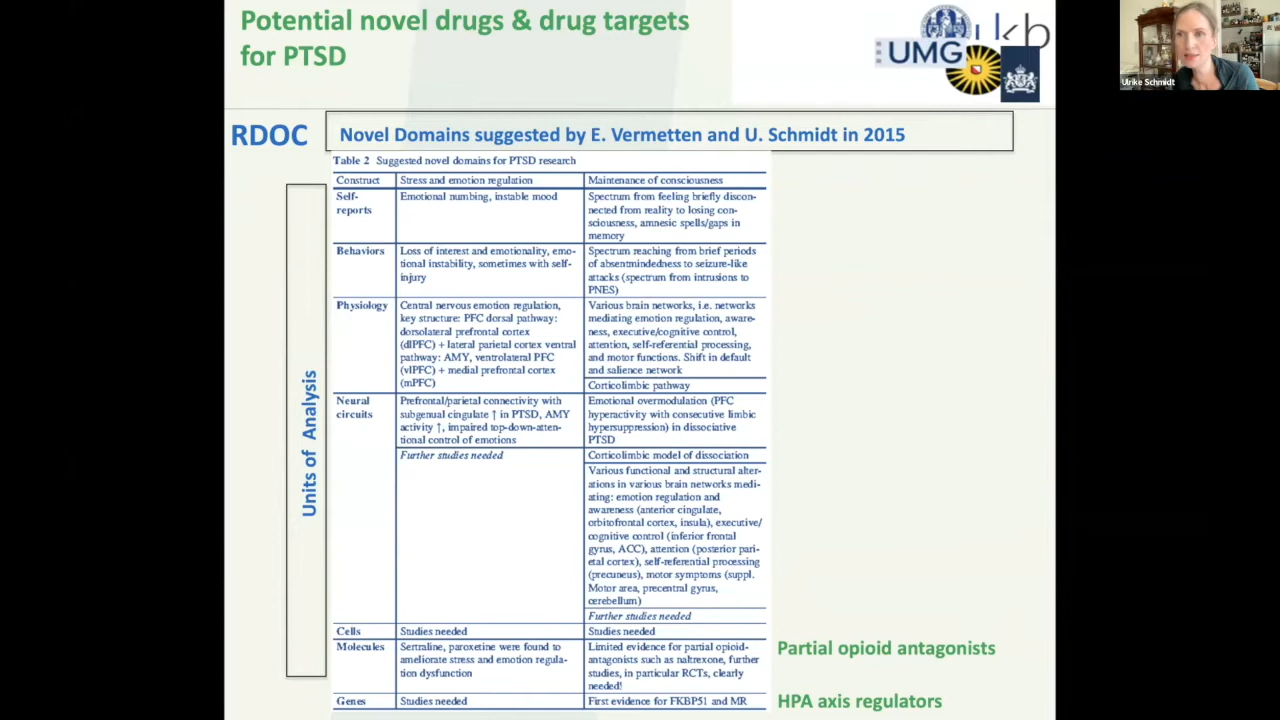 Potential novel drugs & drug targets
for PTSD
UMG
ukb
Ulrike Schmidt
RDOC
Novel Domains suggested by E. Vermetten and U. Schmidt in 2015
Table 2 Suggested novel domains for PTSD research
Construct Stress and emotion regulation Maintenance of consciousness
Self-
reports
Emotional numbing, instable mood
Spectrum from feeling briefly discon-
nected from reality to losing con-
sciousness, amnesic spells/gaps in
memory
Behaviors
Loss of interest and emotionality, emo-
tional instability, sometimes with self-
injury
Spectrum reaching from brief periods
of absentmindedness to seizure-like
attacks (spectrum from intrusions to
PNES)
Physiology
Central nervous emotion regulation,
key structure: PFC dorsal pathway:
dorsolateral prefrontal cortex
(dlPFC) + lateral parietal cortex ventral
pathway: AMY, ventrolateral PFC
(vlPFC) + medial prefrontal cortex
(mPFC)
Various brain networks, i.e. networks
mediating emotion regulation, aware-
ness, executive/cognitive control,
attention, self-referential processing,
and motor functions. Shift in default
and salience network
Corticolimbic pathway
Neural
circuits
Prefrontal/parietal connectivity with
subgenual cingulate ↑ in PTSD, AMY
activity ↑, impaired top-down-atten-
tional control of emotions
Emotional overmodulation (PFC
hyperactivity with consecutive limbic
hypersuppression) in dissociative
PTSD
Further studies needed
Corticolimbic model of dissociation
Various functional and structural alter-
ations in various brain networks medi-
ating: emotion regulation and
awareness (anterior cingulate,
orbitofrontal cortex, insula), executive/
cognitive control (inferior frontal
gyrus, ACC), attention (posterior pari-
etal cortex), self-referential processing
(precuneus), motor symptoms (suppl.
Motor area, precentral gyrus,
cerebellum)
Further studies needed
Cells Studies needed Studies needed
Molecules
Sertraline, paroxetine were found to
ameliorate stress and emotion regula-
tion dysfunction
Limited evidence for partial opioid-
antagonists such as naltrexone, further
studies, in particular RCTs, clearly
needed!
Genes Studies needed First evidence for FKBP51 and MR
Units of Analysis
Partial opioid antagonists
HPA axis regulators